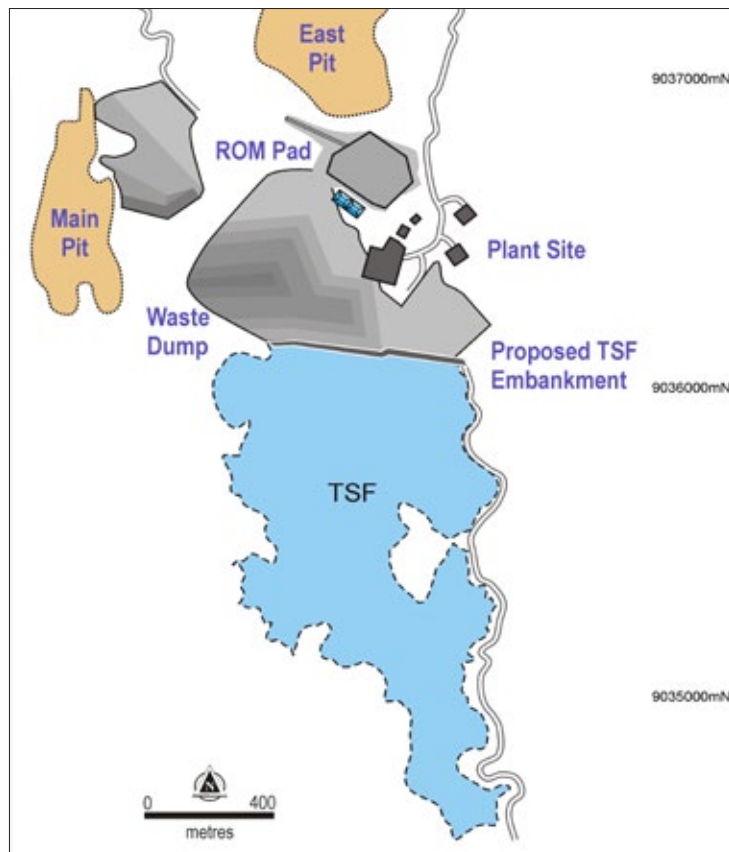 East
Pit
9037000mN
ROM Pad
Main
Pit
Plant Site
Waste
Dump
Proposed TSF
Embankment
9036000mN
TSF
9035000mN
N
0 400
metres